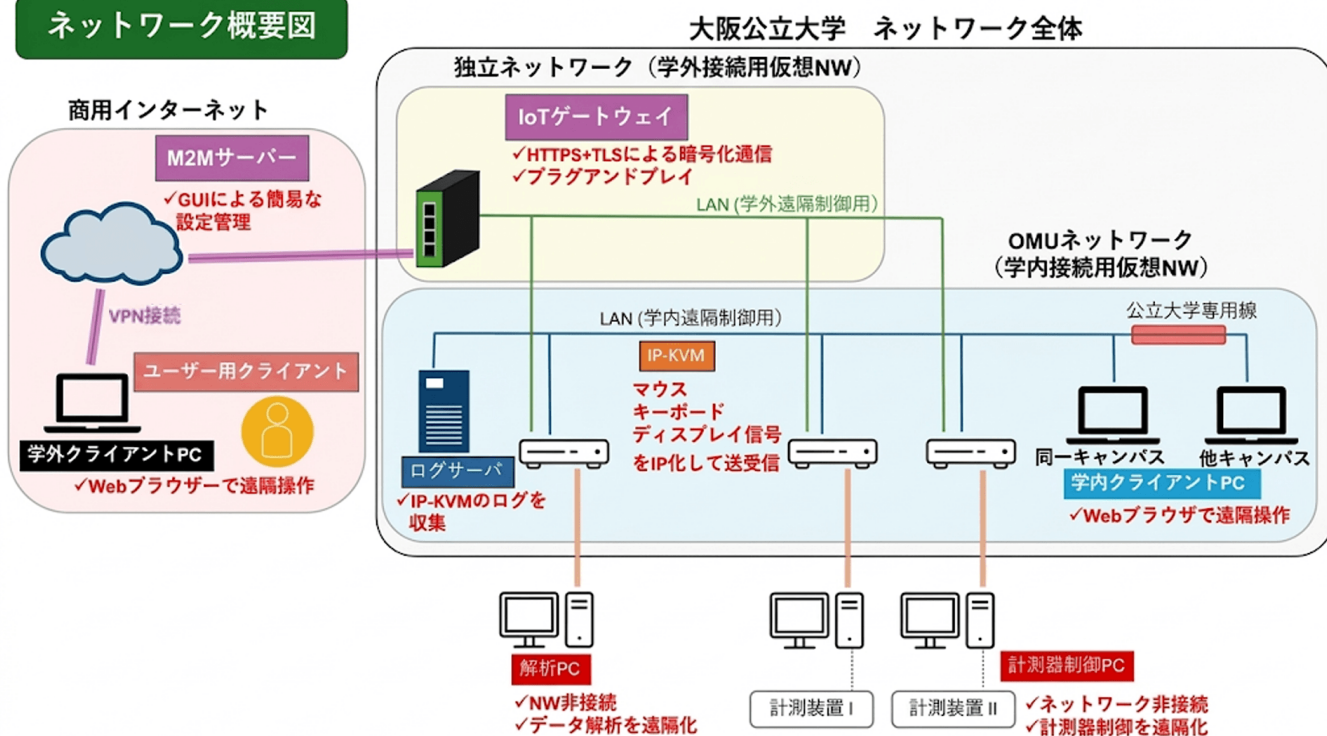 ネットワーク概要図
大阪公立大学　ネットワーク全体
独立ネットワーク（学外接続用仮想NW）
商用インターネット
IoTゲートウェイ
M2Mサーバー
✓HTTPS+TLSによる暗号化通信
✓プラグアンドプレイ
✓GUIによる簡易な
設定管理
LAN (学外遠隔制御用)
OMUネットワーク
（学内接続用仮想NW）
VPN接続
LAN (学内遠隔制御用)
公立大学専用線
IP-KVM
ユーザー用クライアント
マウス
キーボード
ディスプレイ信号
をIP化して送受信
学外クライアントPC
✓Webブラウザーで遠隔操作
ログサーバ
✓IP-KVMのログを
収集
同一キャンパス
他キャンパス
学内クライアントPC
✓Webブラウザで遠隔操作
解析PC
✓NW非接続
✓データ解析を遠隔化
計測装置 I
計測装置 II
計測器制御PC
✓ネットワーク非接続
✓計測器制御を遠隔化